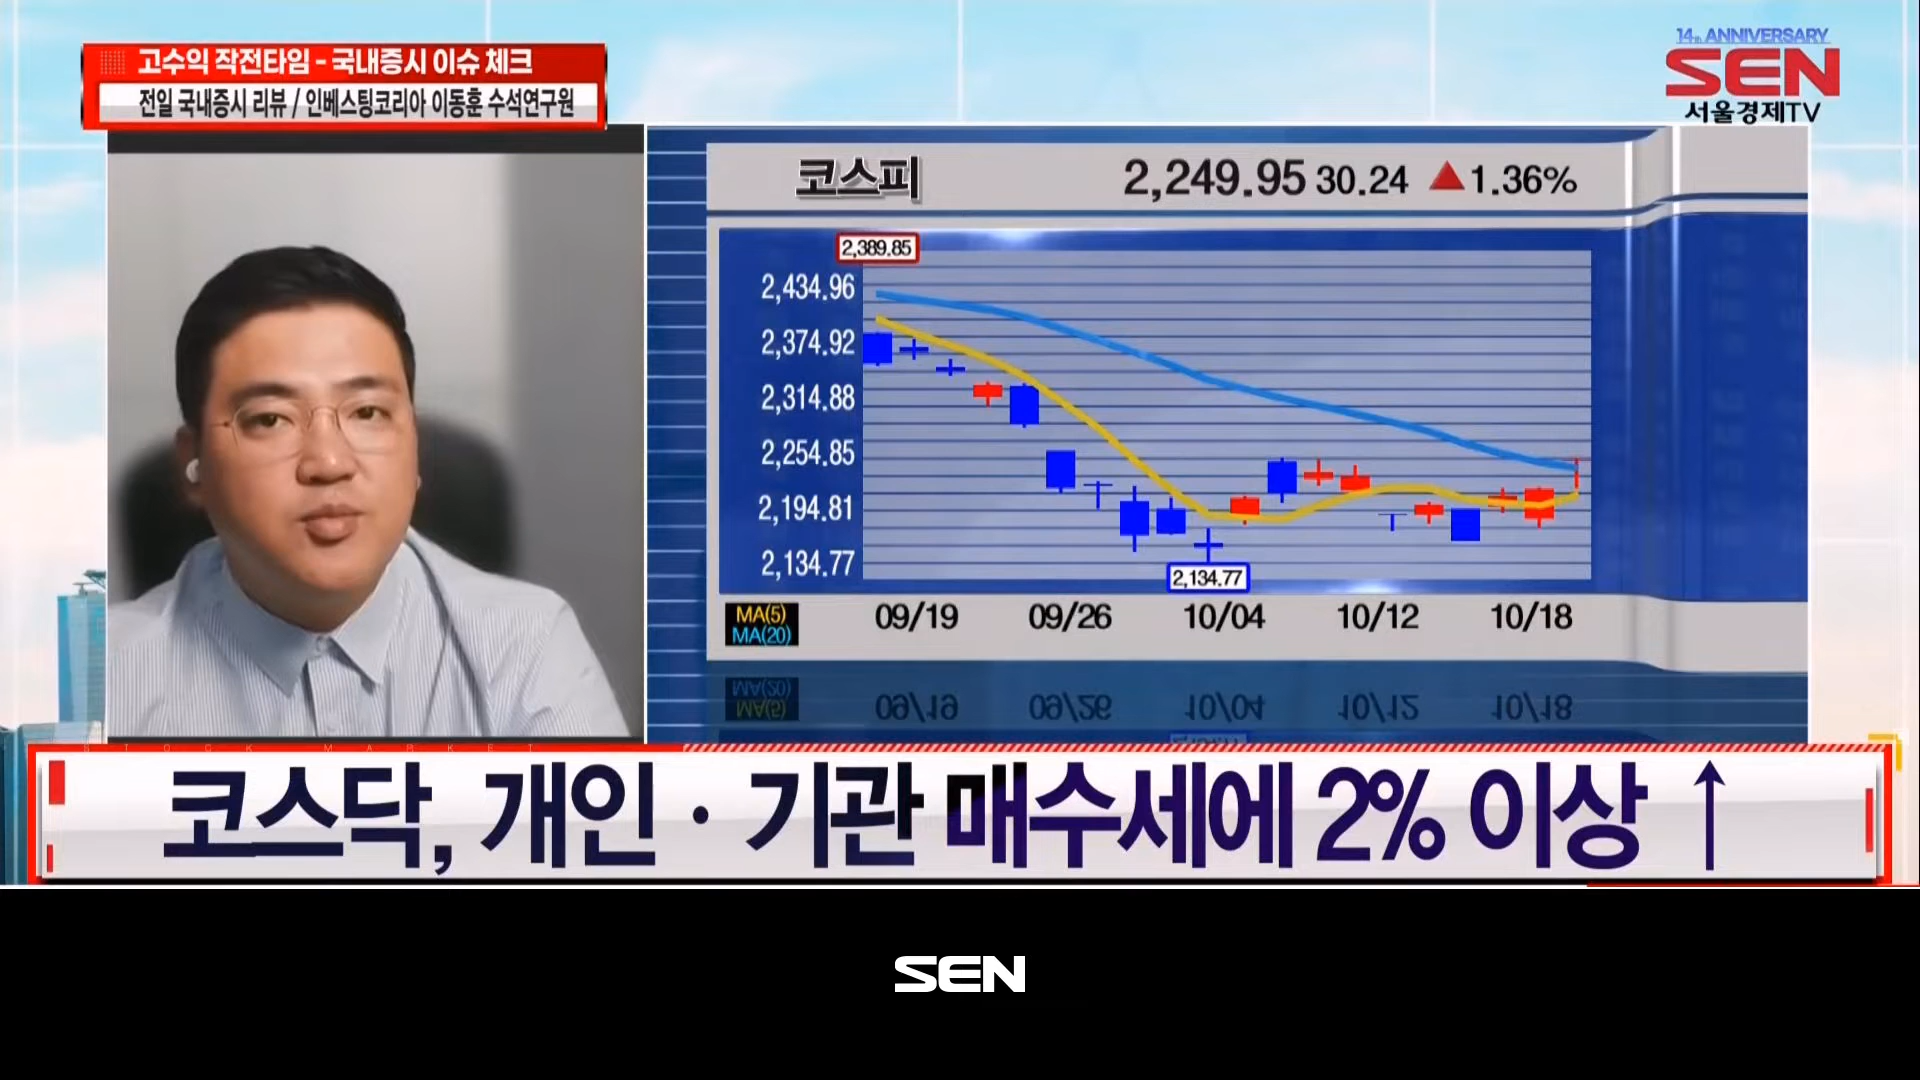 고수익 작전타임 - 국내증시 이슈 체크
전일 국내증시 리뷰 / 인베스팅코리아 이동훈 수석연구원
14th ANNIVERSARY
SEN
서울경제TV
코스피 2,249.95 30.24 ▲1.36%
2,389.85
2,434.96
2,374.92
2,314.88
2,254.85
2,194.81
2,134.77
2,134.77
MA(5)
MA(20)
09/19 09/26 10/04 10/12 10/18
STOCK MARKET
코스닥, 개인 · 기관 매수세에 2% 이상 ↑
SEN